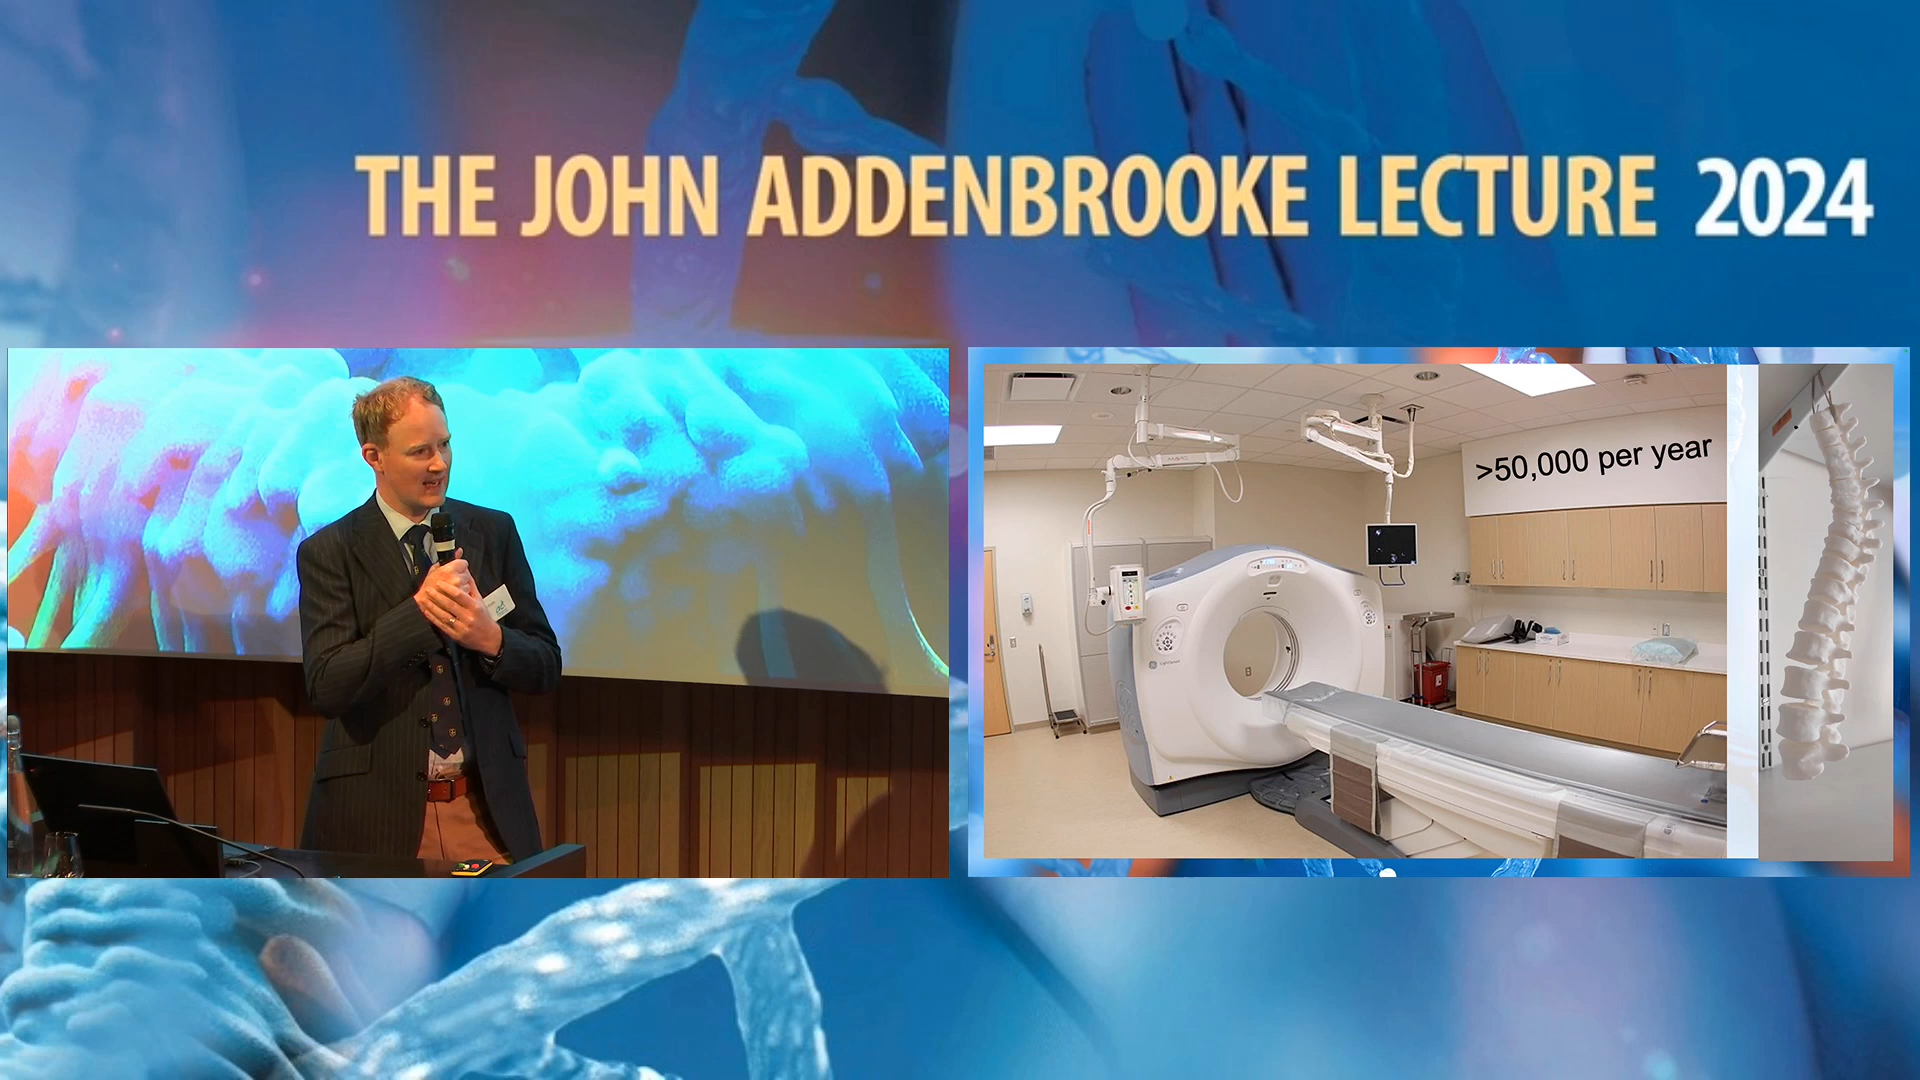 THE JOHN ADDENBROOKE LECTURE 2024
>50,000 per year